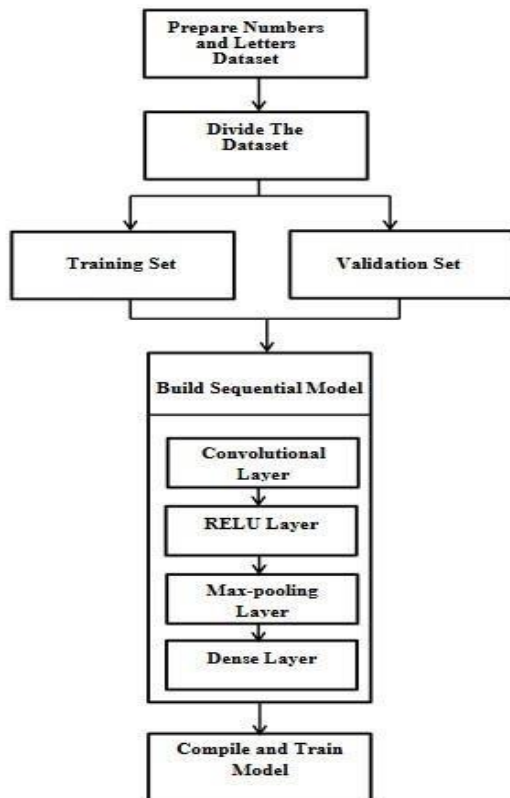 Prepare Numbers
and Letters
Dataset
Divide The
Dataset
Training Set
Validation Set
Build Sequential Model
Convolutional
Layer
RELU Layer
Max-pooling
Layer
Dense Layer
Compile and Train
Model